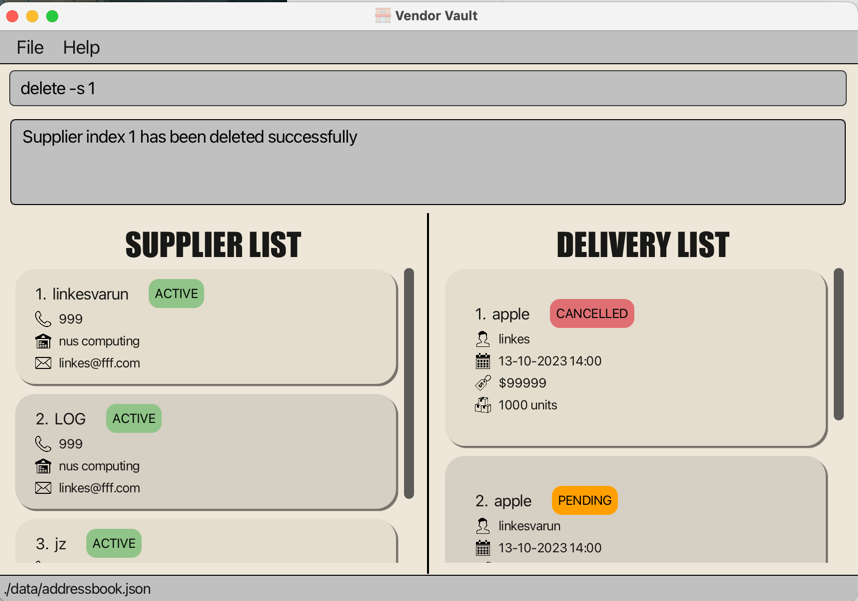 Vendor Vault
File Help
delete -s 1
Supplier index 1 has been deleted successfully
SUPPLIER LIST
1. linkesvarun ACTIVE
999
nus computing
linkes@fff.com
2. LOG ACTIVE
999
nus computing
linkes@fff.com
3. jz ACTIVE
DELIVERY LIST
1. apple CANCELLED
linkes
13-10-2023 14:00
$99999
1000 units
2. apple PENDING
linkesvarun
13-10-2023 14:00
./data/addressbook.json